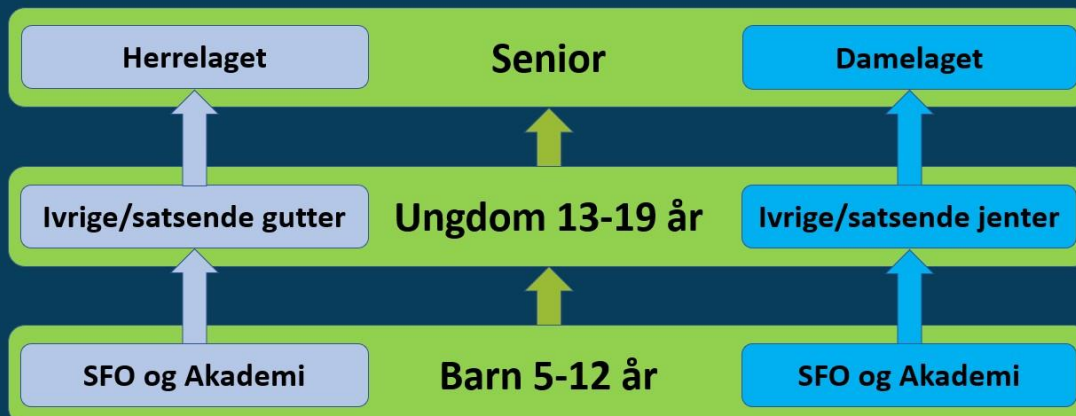 Herrelaget
Senior
Damelaget
Ivrige/satsende gutter
Ungdom 13-19 år
Ivrige/satsende jenter
SFO og Akademi
Barn 5-12 år
SFO og Akademi